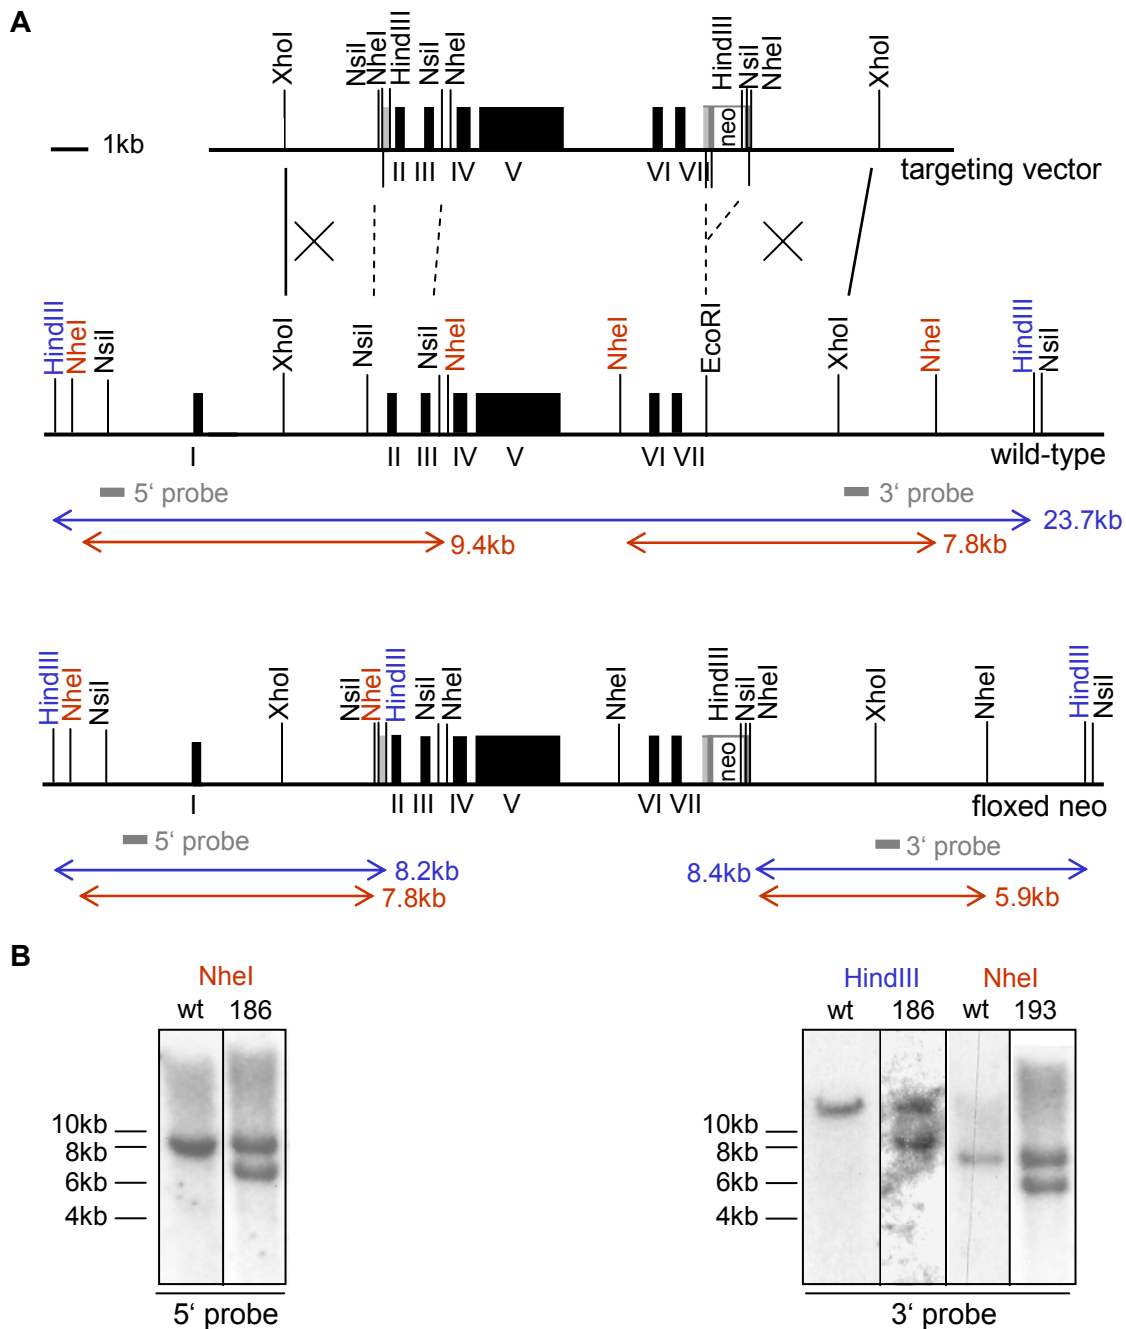 A
XhoI NsiI NheI HindIII NsiI NheI HindIII NsiI NheI XhoI
1kb
neo
II III IV V VI VII
targeting vector
HindIII NheI NsiI XhoI NsiI NsiI NheI NheI EcoRI XhoI NheI HindIII NsiI
I II III IV V VI VII
wild-type
5‘ probe 3‘ probe
23.7kb
9.4kb 7.8kb
HindIII NheI NsiI XhoI NsiI NheI HindIII NsiI NheI NheI HindIII NsiI NheI XhoI NheI HindIII NsiI
neo
I II III IV V VI VII
floxed neo
5‘ probe 3‘ probe
8.2kb 8.4kb
7.8kb 5.9kb
B
NheI HindIII NheI
wt 186 wt 186 wt 193
10kb 10kb
8kb 8kb
6kb 6kb
4kb 4kb
5‘ probe 3‘ probe